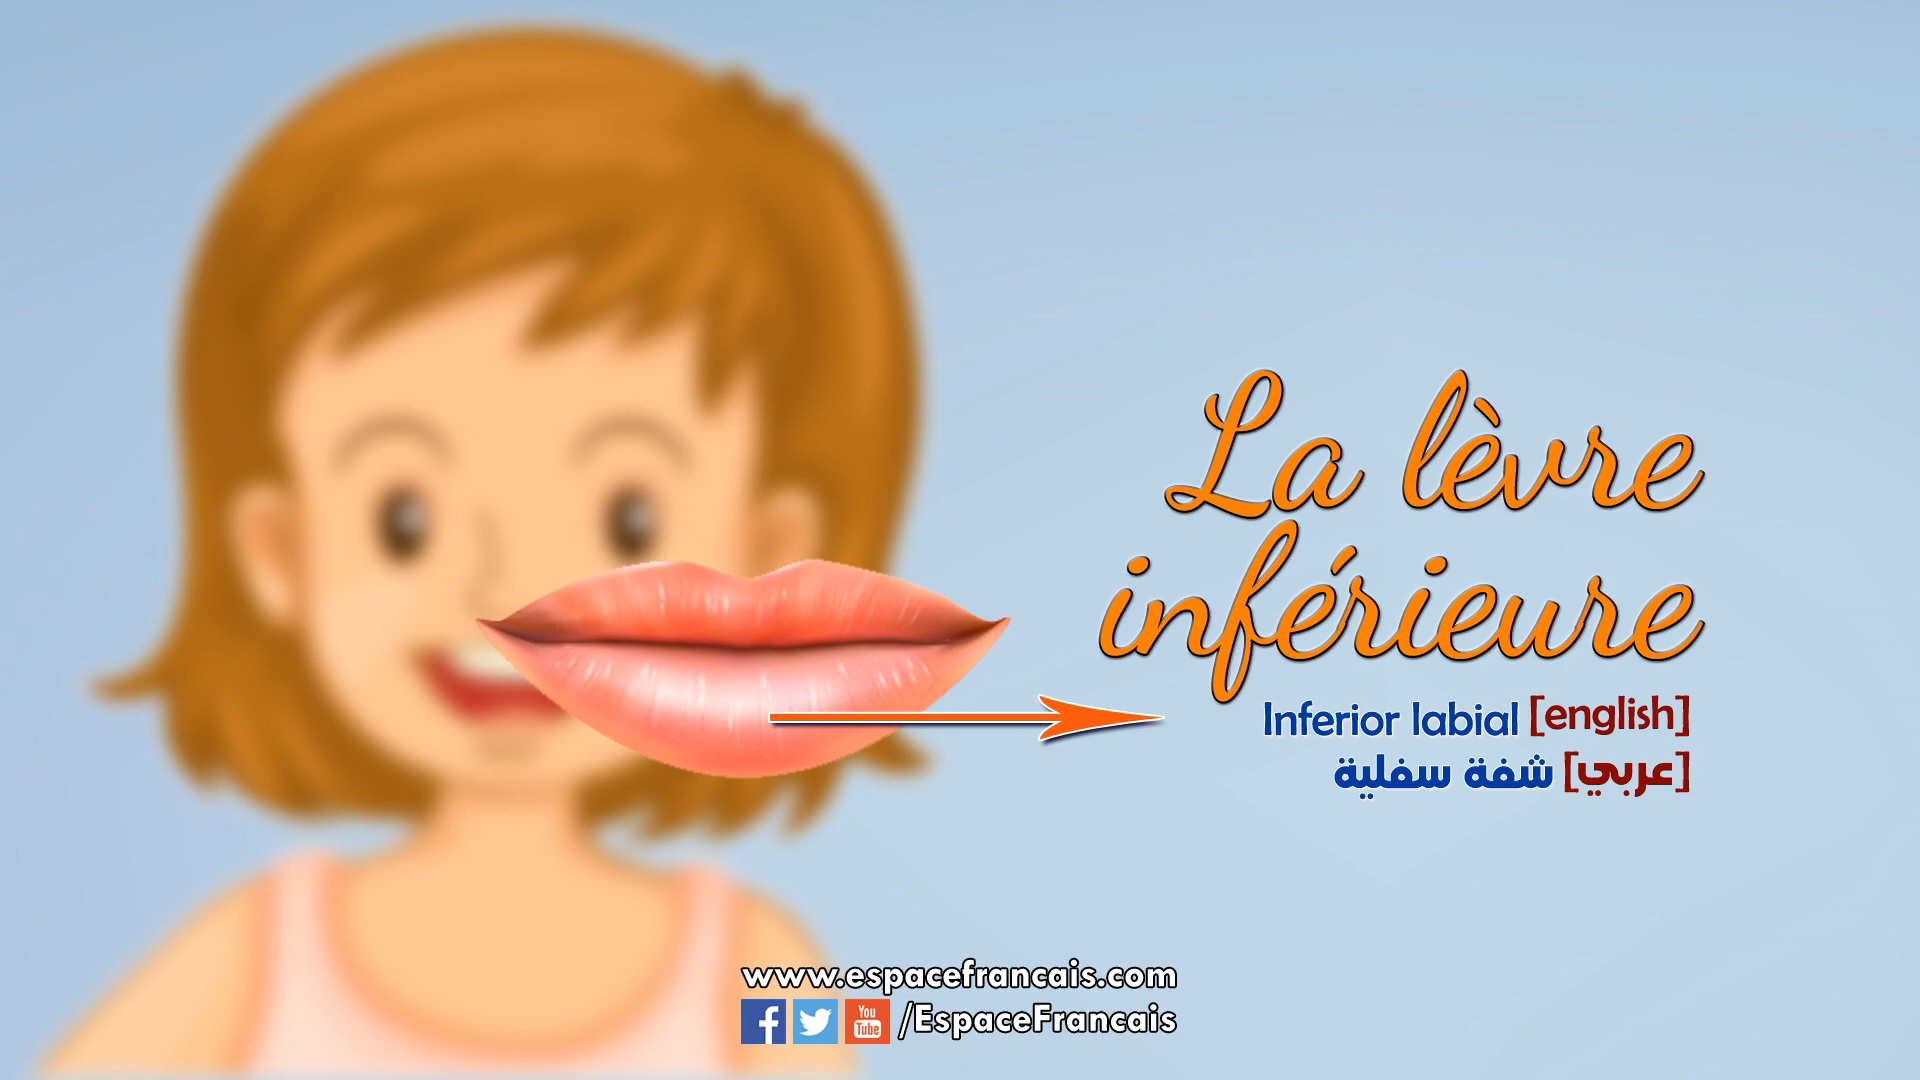 La lèvre
inférieure
Inferior labial [english]
[عربي] شفة سفلية
www.espacefrancais.com
You Tube /EspaceFrancais